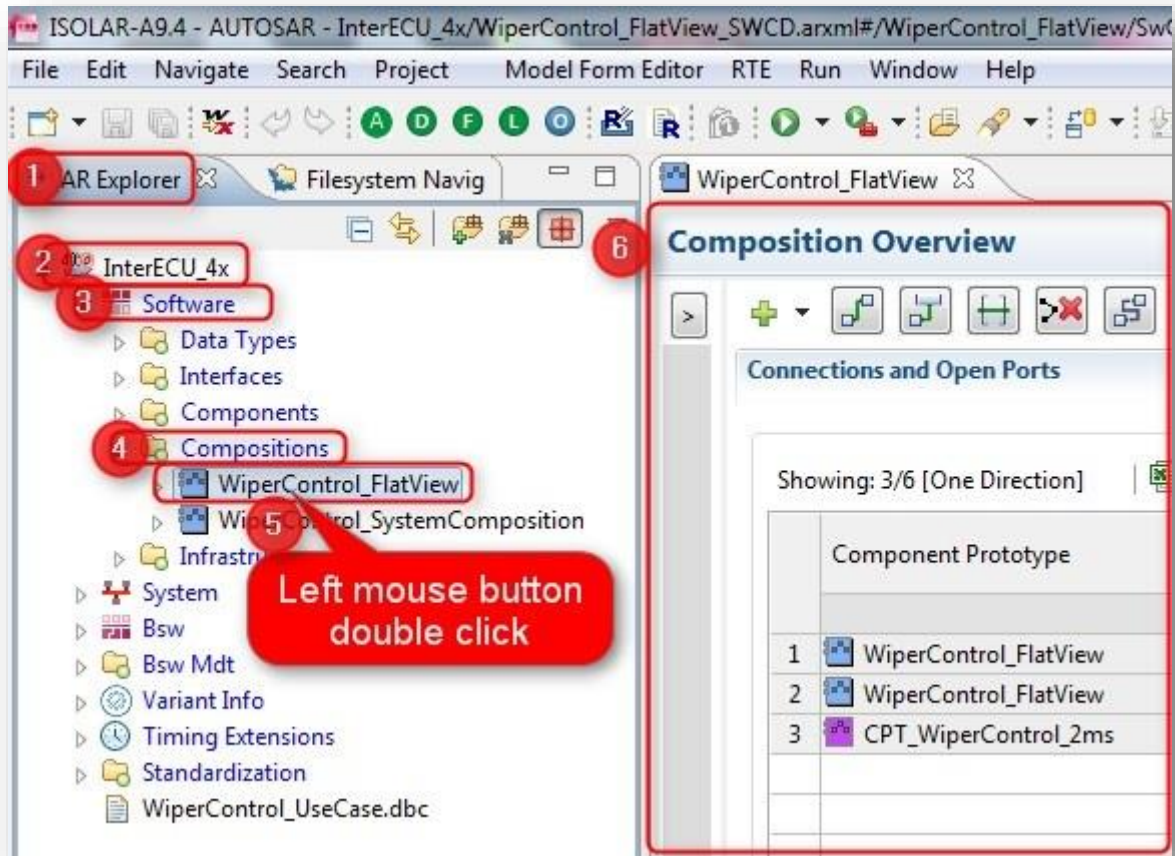 ISOLAR-A9.4 - AUTOSAR - InterECU_4x/WiperControl_FlatView_SWCD.arxml#/WiperControl_FlatView/Sw
File Edit Navigate Search Project Model Form Editor RTE Run Window Help
A D F L O R R
1 AR Explorer Filesystem Navig WiperControl_FlatView
6 Composition Overview
2 InterECU_4x
3 Software
Data Types
Connections and Open Ports
Interfaces
Components
4 Compositions
Showing: 3/6 [One Direction]
WiperControl_FlatView
5 Control_SystemComposition
Component Prototype
Left mouse button
double click
System
Bsw
Bsw Mdt
Variant Info
Timing Extensions
Standardization
WiperControl_UseCase.dbc
1 WiperControl_FlatView
2 WiperControl_FlatView
3 CPT_WiperControl_2ms